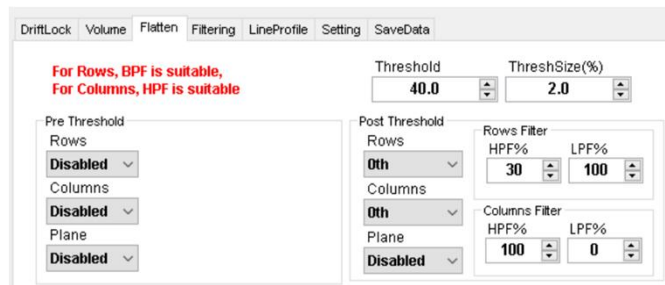 DriftLock Volume Flatten Filtering LineProfile Setting SaveData
For Rows, BPF is suitable,
For Columns, HPF is suitable
Threshold ThreshSize(%)
40.0 2.0
Pre Threshold
Rows
Disabled
Columns
Disabled
Plane
Disabled
Post Threshold
Rows
0th
Columns
0th
Plane
Disabled
Rows Filter
HPF% LPF%
30 100
Columns Filter
HPF% LPF%
100 0